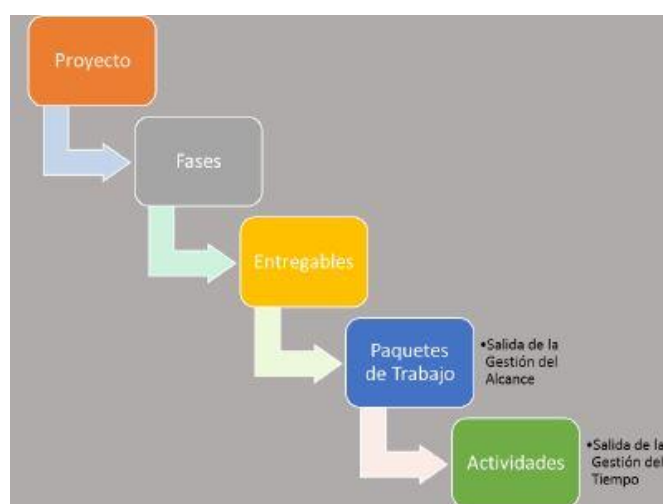 Proyecto
Fases
Entregables
Paquetes
de Trabajo
•Salida de la
Gestión del
Alcance
Actividades
•Salida de la
Gestión del
Tiempo